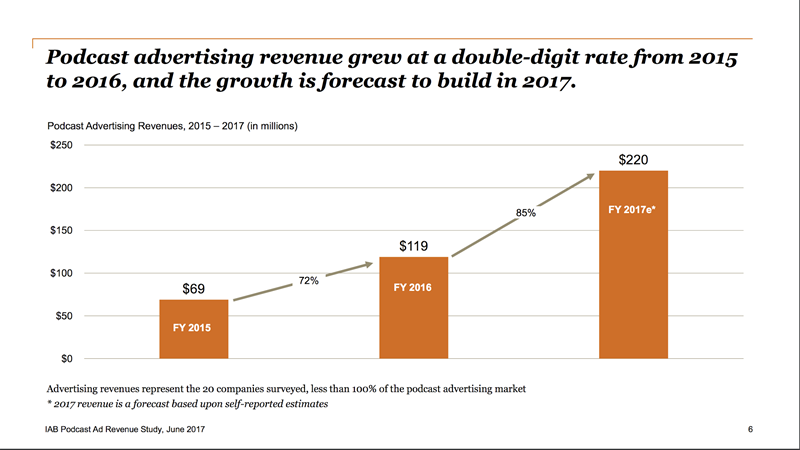 Podcast advertising revenue grew at a double-digit rate from 2015
to 2016, and the growth is forecast to build in 2017.
Podcast Advertising Revenues, 2015 – 2017 (in millions)
$250
$200
$150
$100
$50
$0
$69
FY 2015
72%
$119
FY 2016
85%
$220
FY 2017e*
Advertising revenues represent the 20 companies surveyed, less than 100% of the podcast advertising market
* 2017 revenue is a forecast based upon self-reported estimates
IAB Podcast Ad Revenue Study, June 2017
6